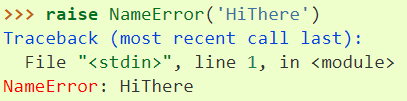 >>> raise NameError('HiThere')
Traceback (most recent call last):
  File "<stdin>", line 1, in <module>
NameError: HiThere